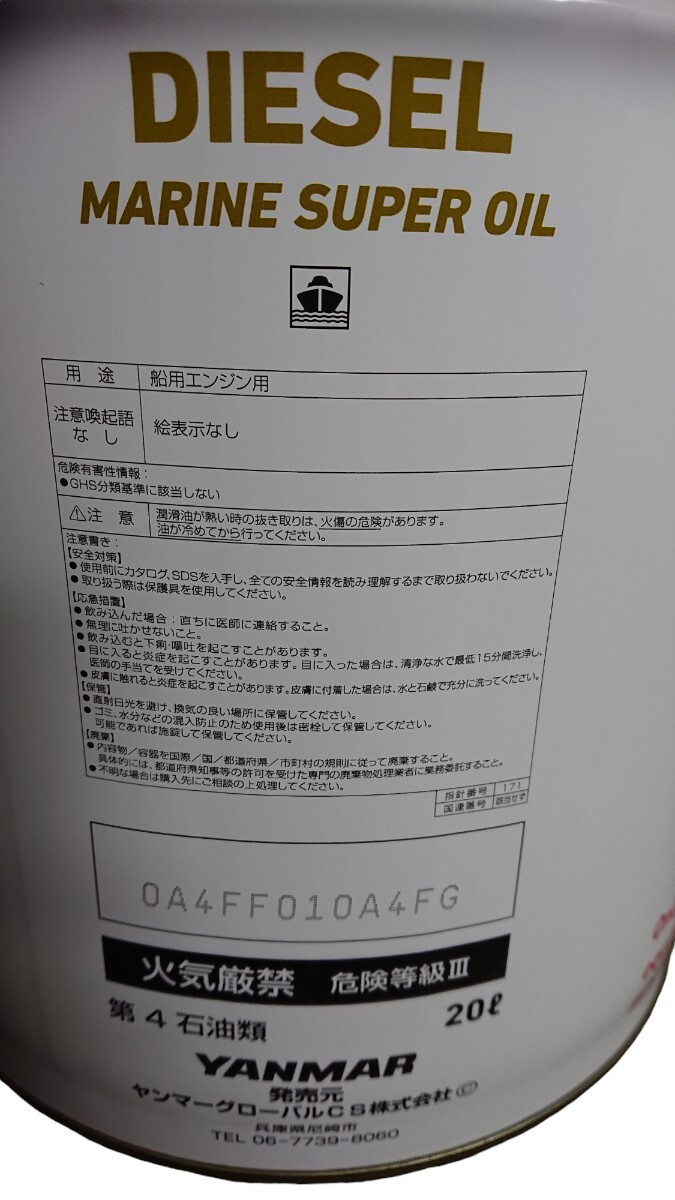 DIESEL
MARINE SUPER OIL
用 途 船用エンジン用
注意喚起語
な し
絵表示なし
危険有害性情報:
●GHS分類基準に該当しない
⚠注 意
潤滑油が熱い時の抜き取りは、火傷の危険があります。
油が冷めてから行ってください。
注意書き:
【安全対策】
●使用前にカタログ、SDSを入手し、全ての安全情報を読み理解するまで取り扱わないでください。
●取り扱う際は保護具を使用してください。
【応急措置】
●飲み込んだ場合:直ちに医師に連絡すること。
●無理に吐かせないこと。
●飲み込むと下痢・嘔吐を起こすことがあります。
●目に入ると炎症を起こすことがあります。目に入った場合は、清浄な水で最低15分間洗浄し、
医師の手当てを受けてください。
●皮膚に触れると炎症を起こすことがあります。皮膚に付着した場合は、水と石鹸で充分に洗ってください。
【保管】
●直射日光を避け、換気の良い場所に保管してください。
●ゴミ、水分などの混入防止のため使用後は密栓して保管してください。
可能であれば施錠して保管してください。
【廃棄】
●内容物/容器を国際/国/都道府県/市町村の規則に従って廃棄すること。
具体的には、都道府県知事等の許可を受けた専門の廃棄物処理業者に業務委託すること。
●不明な場合は購入先にご相談の上処理してください。
指針番号 171
国連番号 該当せず
0A4FF010A4FG
火気厳禁 危険等級Ⅲ
第4石油類 20ℓ
YANMAR
発売元
ヤンマーグローバルCS株式会社Ⓒ
兵庫県尼崎市
TEL 06-7739-8060